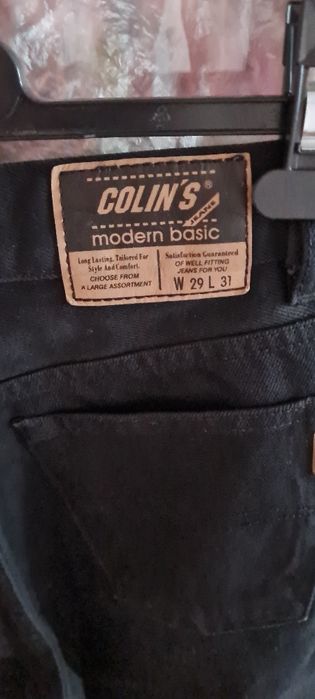 COLIN'S ®
JEANS
modern basic
Long Lasting, Tailored For
Style And Comfort.
CHOOSE FROM
A LARGE ASSORTMENT
Satisfaction Guaranteed
OF WELL FITTING
JEANS FOR YOU
W 29 L 31